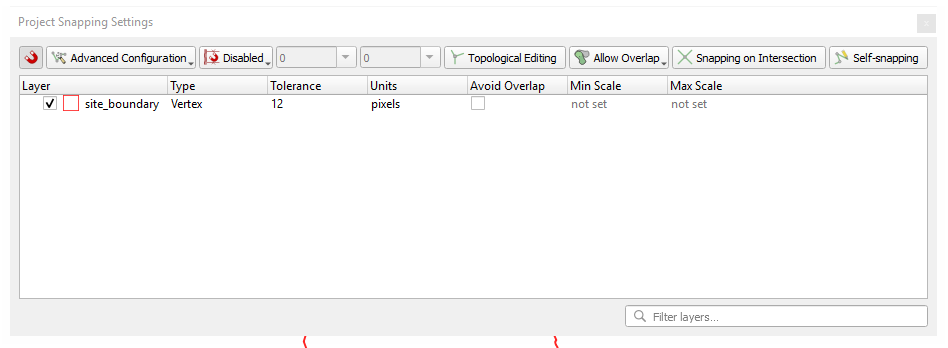 Project Snapping Settings
x
Advanced Configuration Disabled 0 0 Topological Editing Allow Overlap Snapping on Intersection Self-snapping
Layer Type Tolerance Units Avoid Overlap Min Scale Max Scale
site_boundary Vertex 12 pixels not set not set
Filter layers...